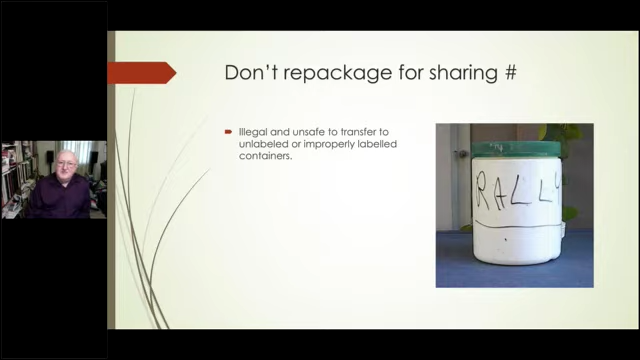 Don't repackage for sharing #
Illegal and unsafe to transfer to
unlabeled or improperly labelled
containers.
RALLY